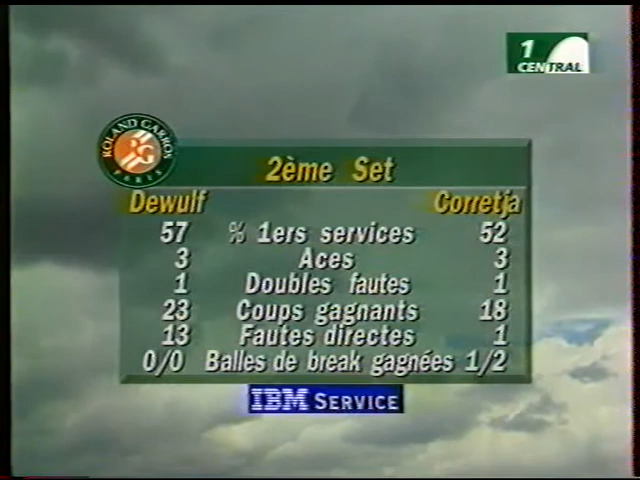 1
CENTRAL
ROLAND GARROS
PARIS
RG
2ème Set
Dewulf Corretja
57 % 1ers services 52
3 Aces 3
1 Doubles fautes 1
23 Coups gagnants 18
13 Fautes directes 1
0/0 Balles de break gagnées 1/2
IBM SERVICE